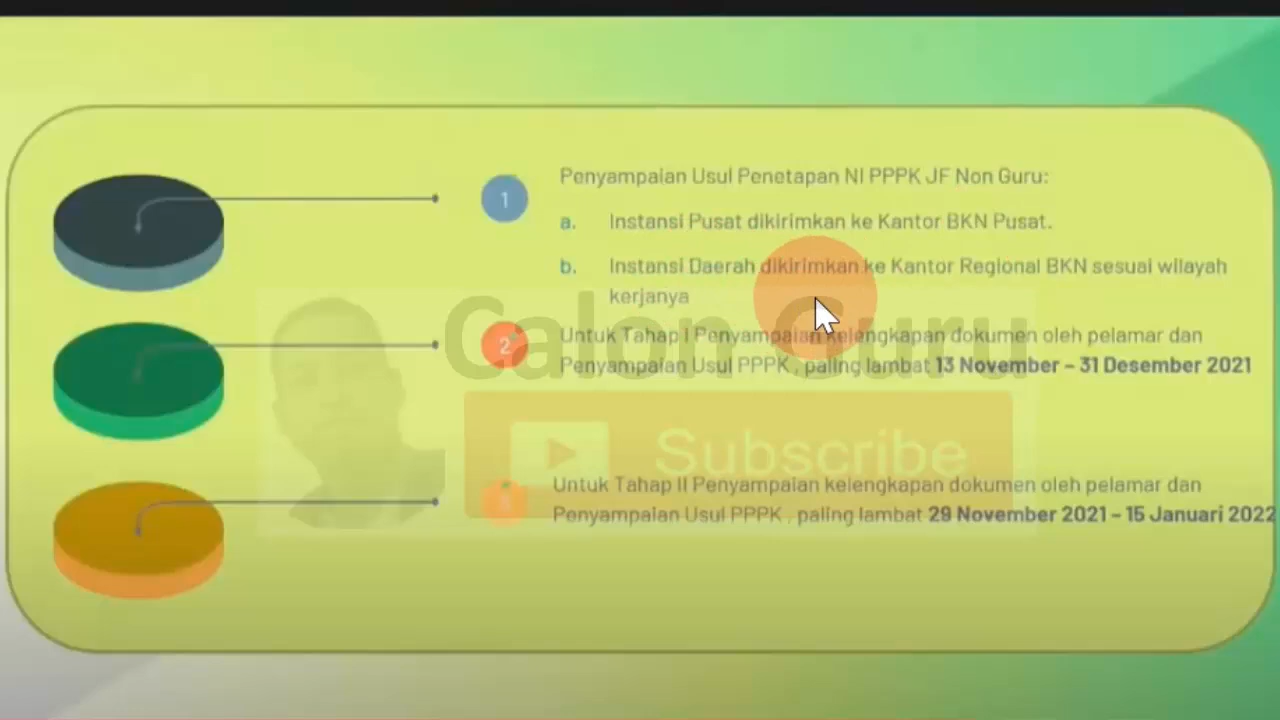 1
Penyampaian Usul Penetapan NI PPPK JF Non Guru:
a. Instansi Pusat dikirimkan ke Kantor BKN Pusat.
b. Instansi Daerah dikirimkan ke Kantor Regional BKN sesuai wilayah
kerjanya
Calon Guru
2
Untuk Tahap I Penyampaian kelengkapan dokumen oleh pelamar dan
Penyampaian Usul PPPK , paling lambat 13 November – 31 Desember 2021
Subscribe
3
Untuk Tahap II Penyampaian kelengkapan dokumen oleh pelamar dan
Penyampaian Usul PPPK , paling lambat 29 November 2021 – 15 Januari 2022